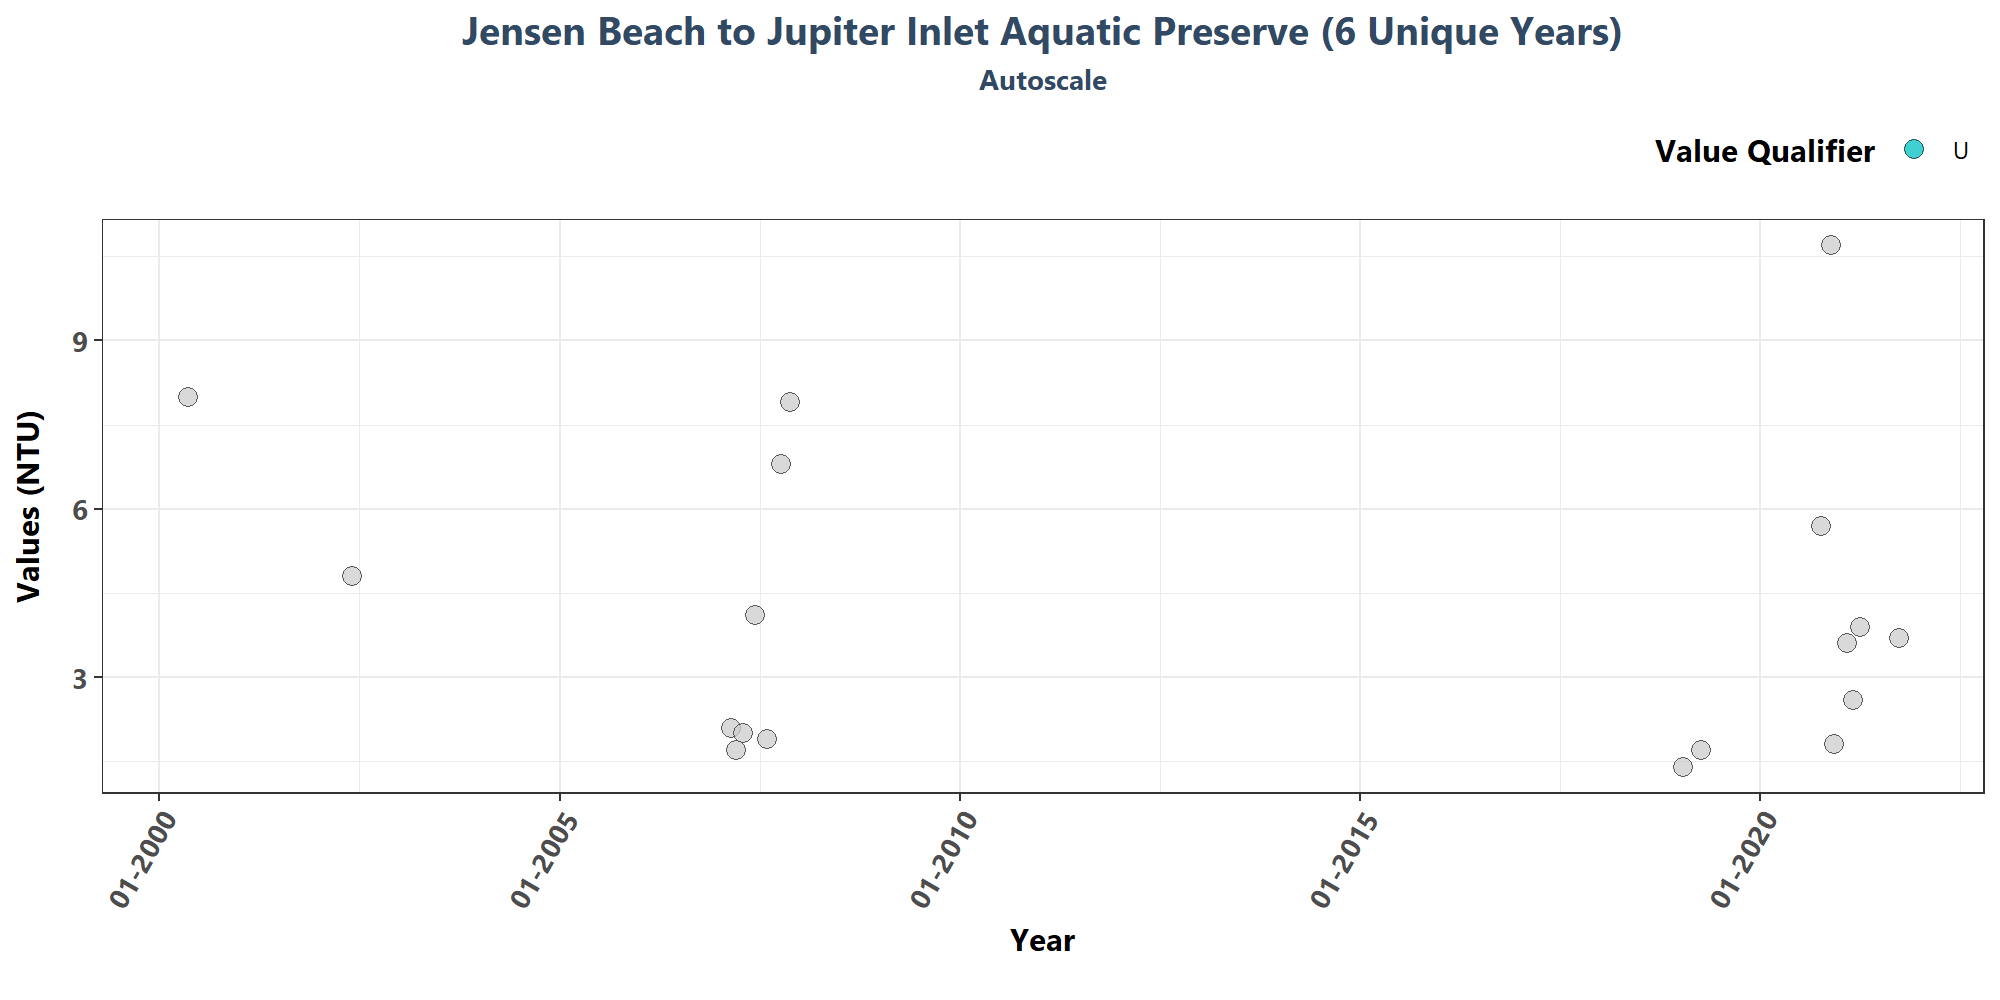 Jensen Beach to Jupiter Inlet Aquatic Preserve (6 Unique Years)
Autoscale
Value Qualifier U
Values (NTU)
9
6
3
01-2000 01-2005 01-2010 01-2015 01-2020
Year